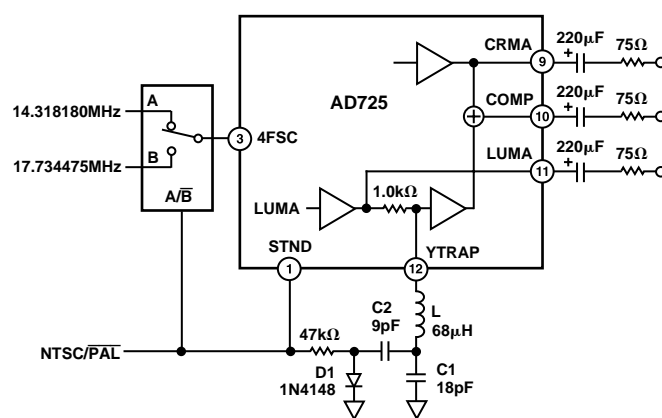 220µF
75Ω
CRMA
9
+
AD725
220µF
75Ω
A
14.318180MHz
COMP
10
+
3
4FSC
220µF
75Ω
17.734475MHz
B
LUMA
11
+
A/B̅
1.0kΩ
LUMA
STND
YTRAP
1
12
C2
9pF
L
68µH
47kΩ
NTSC/P̅A̅L̅
D1
1N4148
C1
18pF